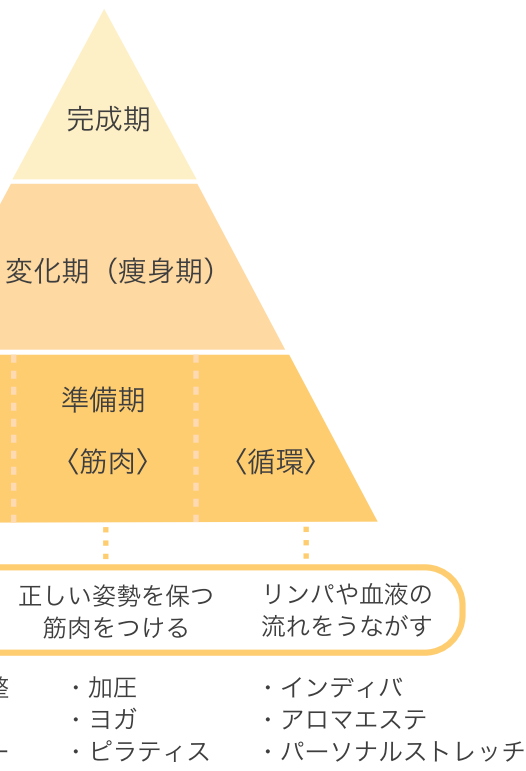 完成期
変化期（痩身期）
準備期
〈筋肉〉
〈循環〉
正しい姿勢を保つ
筋肉をつける
リンパや血液の
流れをうながす
整
・加圧
・ヨガ
・ピラティス
・インディバ
・アロマエステ
・パーソナルストレッチ